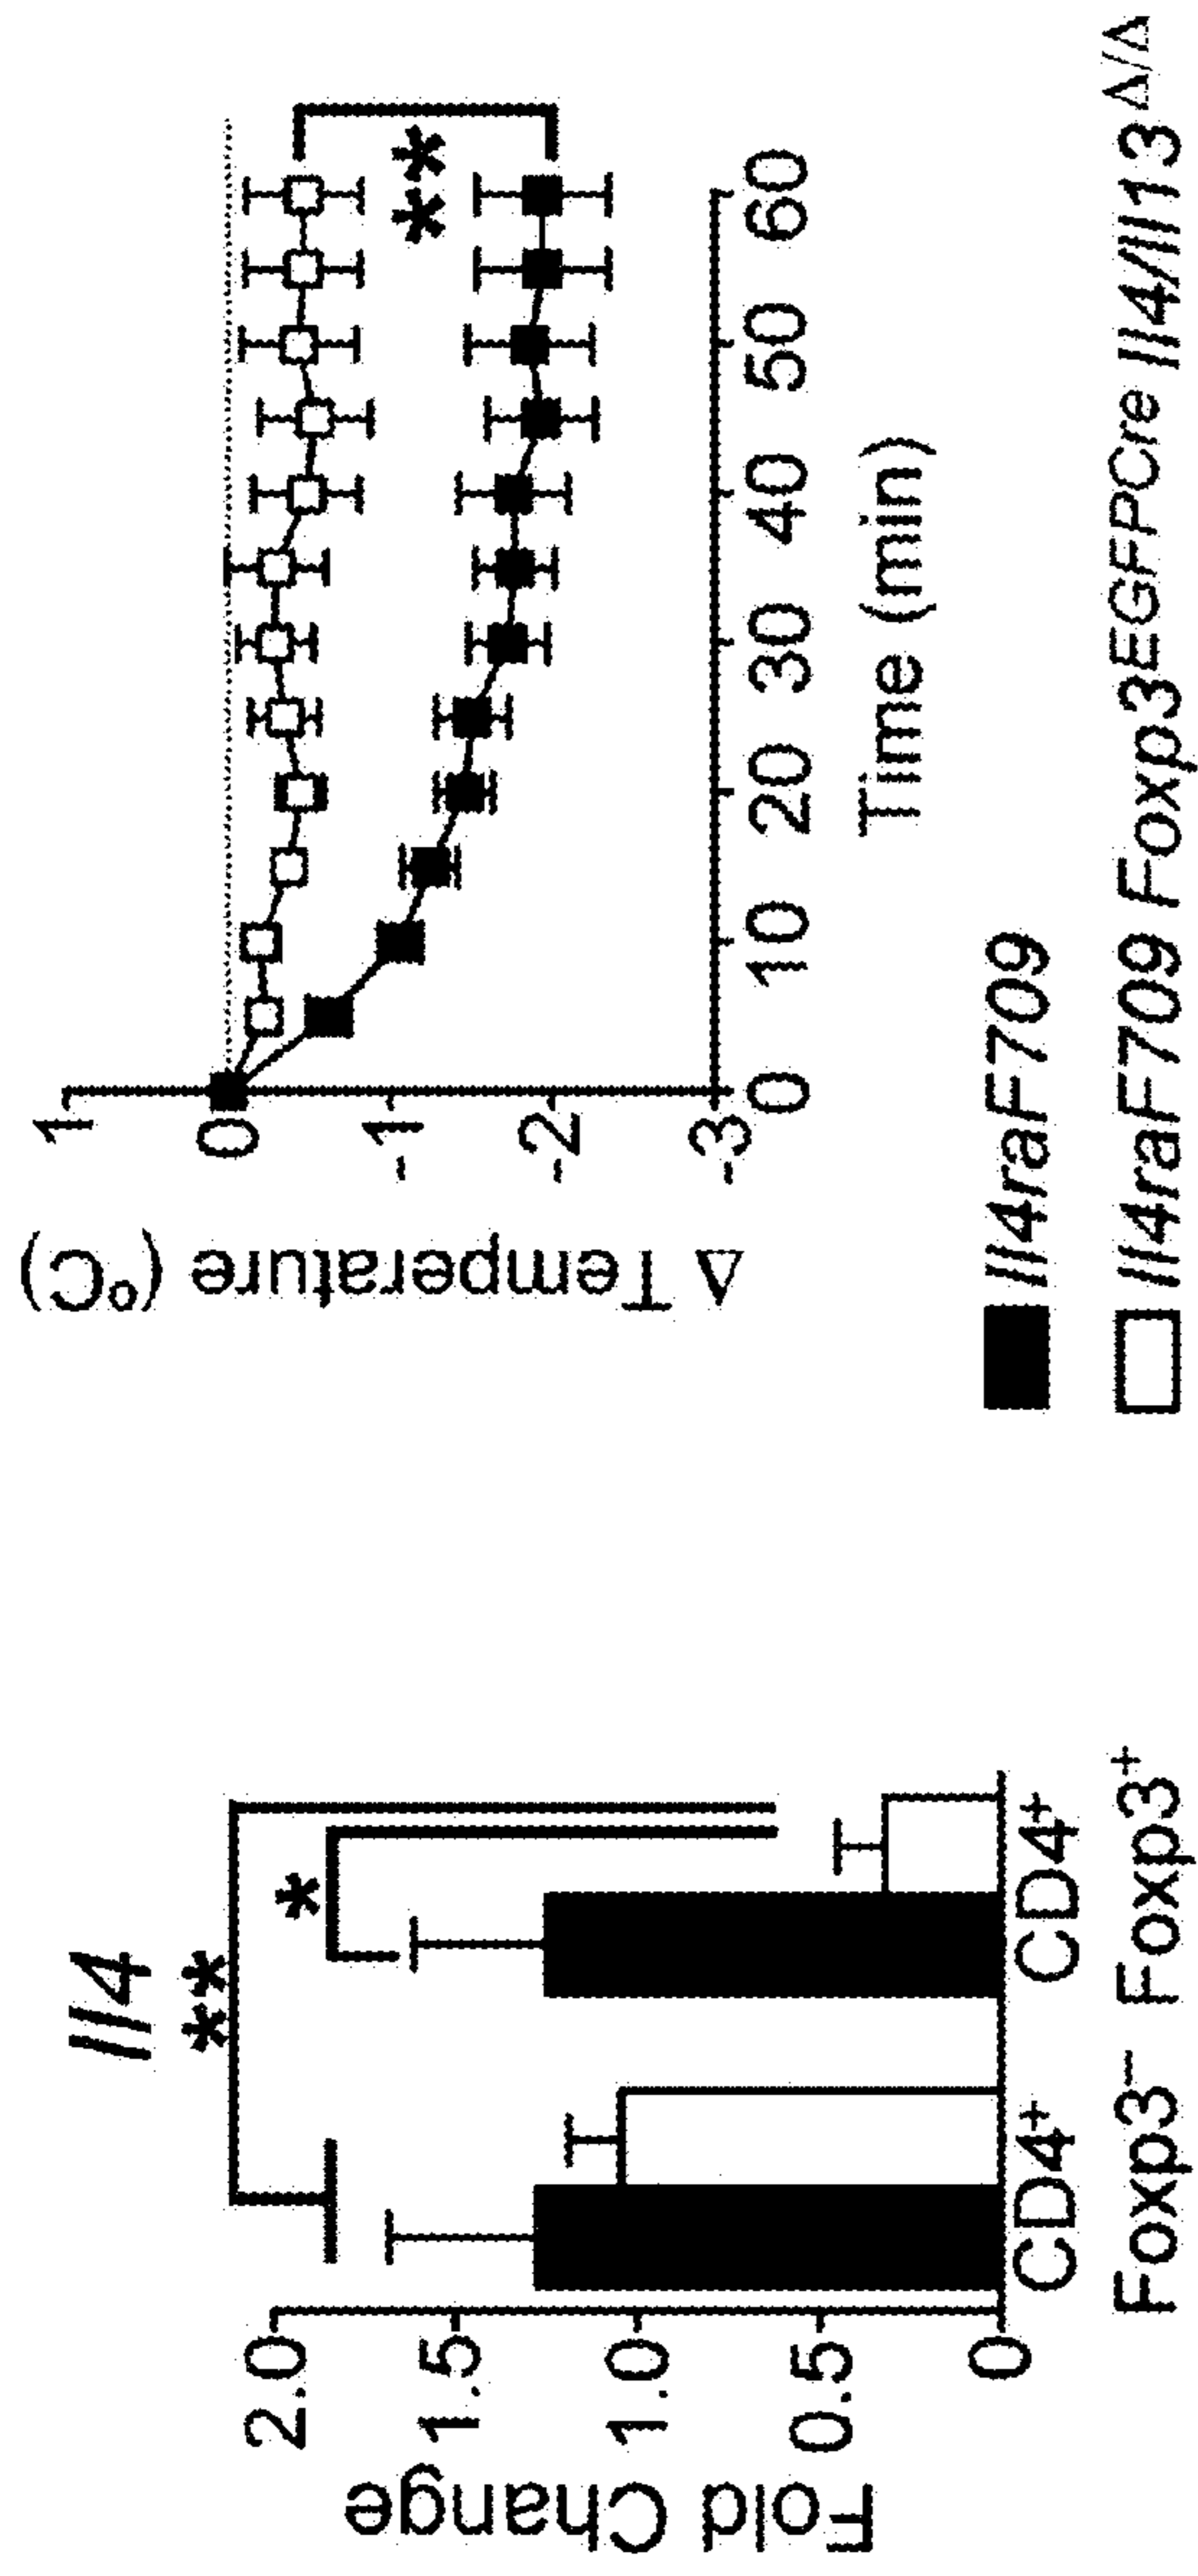 Il4
**
*
Fold Change
2.0
1.5
1.0
0.5
0
CD4⁺ CD4⁺
Foxp3⁻ Foxp3⁺
Δ Temperature (°C)
1
0
-1
-2
-3
**
0 10 20 30 40 50 60
Time (min)
Il4raF709
Il4raF709 Foxp3ᴱᴳᶠᴾCre Il4/Il13 Δ/Δ